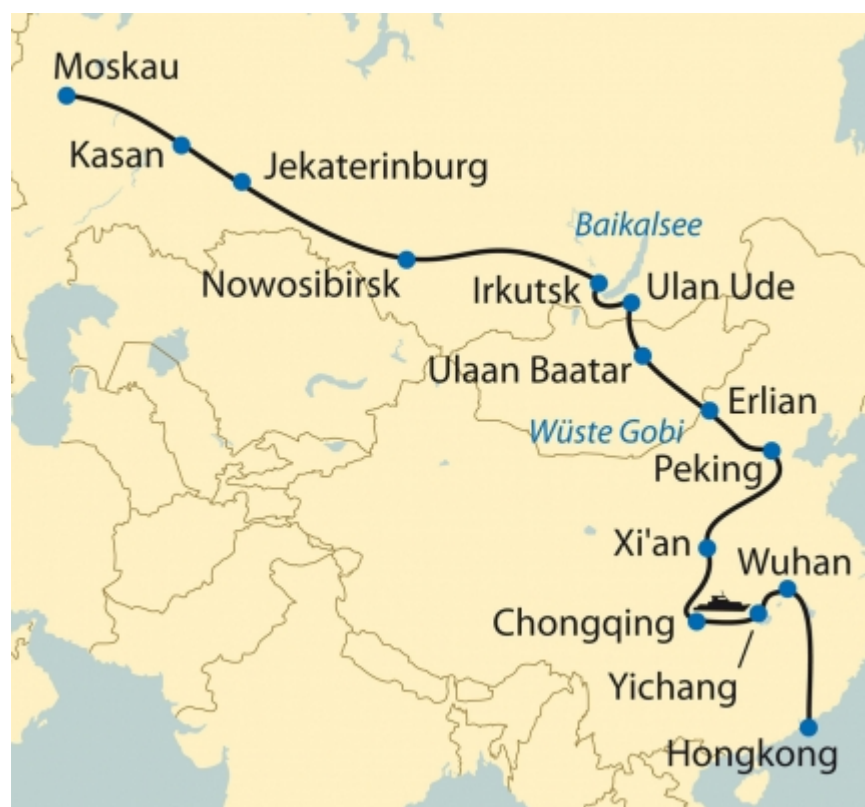 Moskau
Kasan
Jekaterinburg
Baikalsee
Nowosibirsk
Irkutsk
Ulan Ude
Ulaan Baatar
Erlian
Wüste Gobi
Peking
Xi'an
Wuhan
Chongqing
Yichang
Hongkong